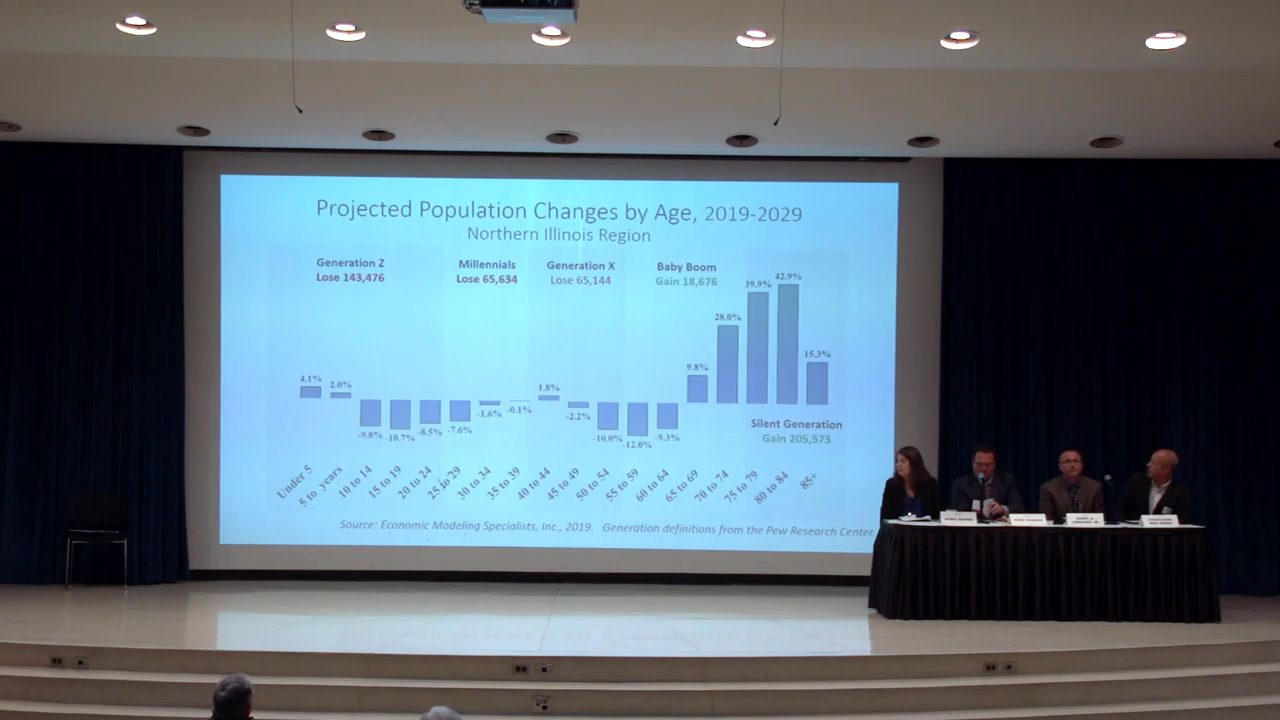 Projected Population Changes by Age, 2019-2029
Northern Illinois Region
Generation Z
Lose 143,476
Millennials
Lose 65,634
Generation X
Lose 65,144
Baby Boom
Gain 18,676
4.1%
2.0%
-9.8%
-10.7%
-8.5%
-7.6%
-1.6%
-0.1%
1.8%
-2.2%
-10.0%
-12.0%
-9.3%
9.8%
28.0%
39.9%
42.9%
15.3%
Silent Generation
Gain 205,573
Under 5
5 to years
10 to 14
15 to 19
20 to 24
25 to 29
30 to 34
35 to 39
40 to 44
45 to 49
50 to 54
55 to 59
60 to 64
65 to 69
70 to 74
75 to 79
80 to 84
85+
Source: Economic Modeling Specialists, Inc., 2019. Generation definitions from the Pew Research Center.